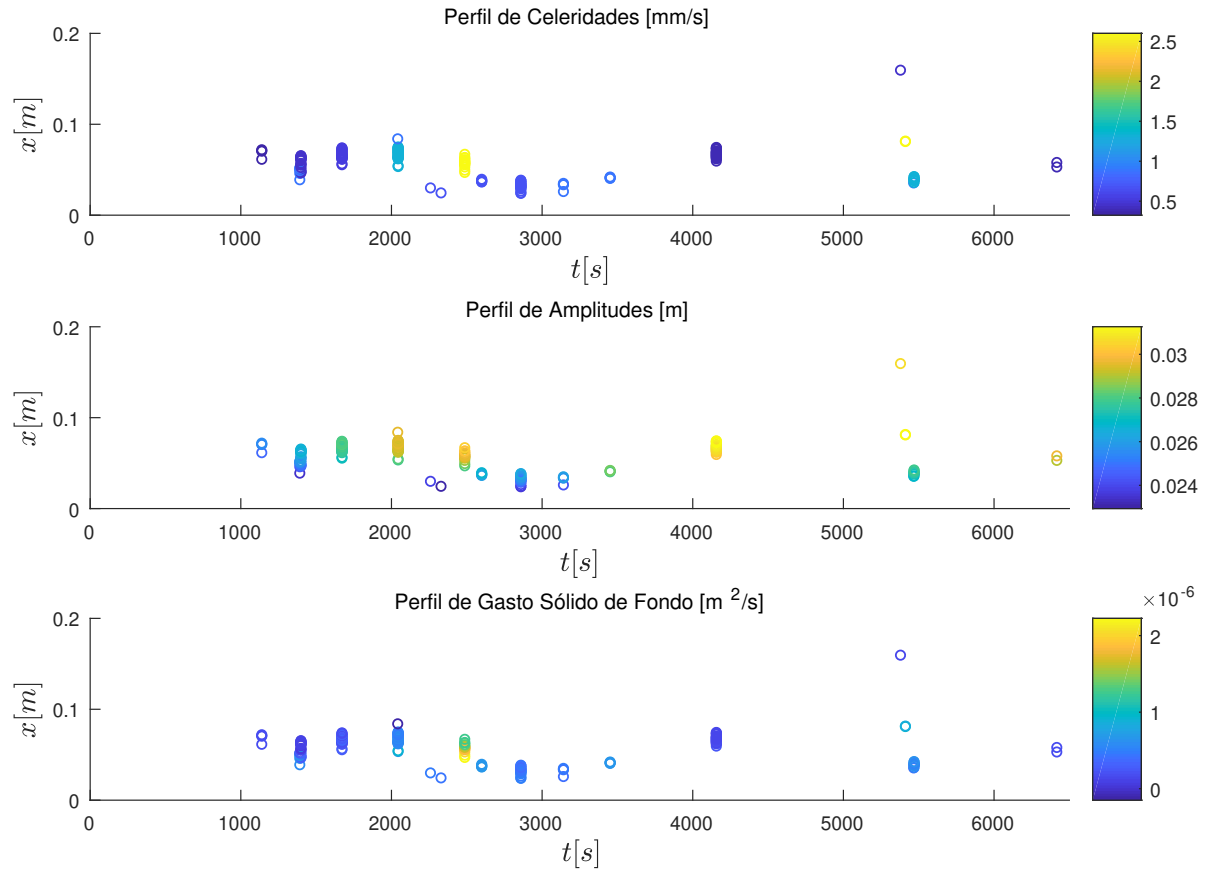 Perfil de Celeridades [mm/s]
0.2
0.1
0
x[m]
0 1000 2000 3000 4000 5000 6000
t[s]
2.5
2
1.5
1
0.5
Perfil de Amplitudes [m]
0.2
0.1
0
x[m]
0 1000 2000 3000 4000 5000 6000
t[s]
0.03
0.028
0.026
0.024
Perfil de Gasto Sólido de Fondo [m ²/s]
0.2
0.1
0
x[m]
0 1000 2000 3000 4000 5000 6000
t[s]
×10⁻⁶
2
1
0